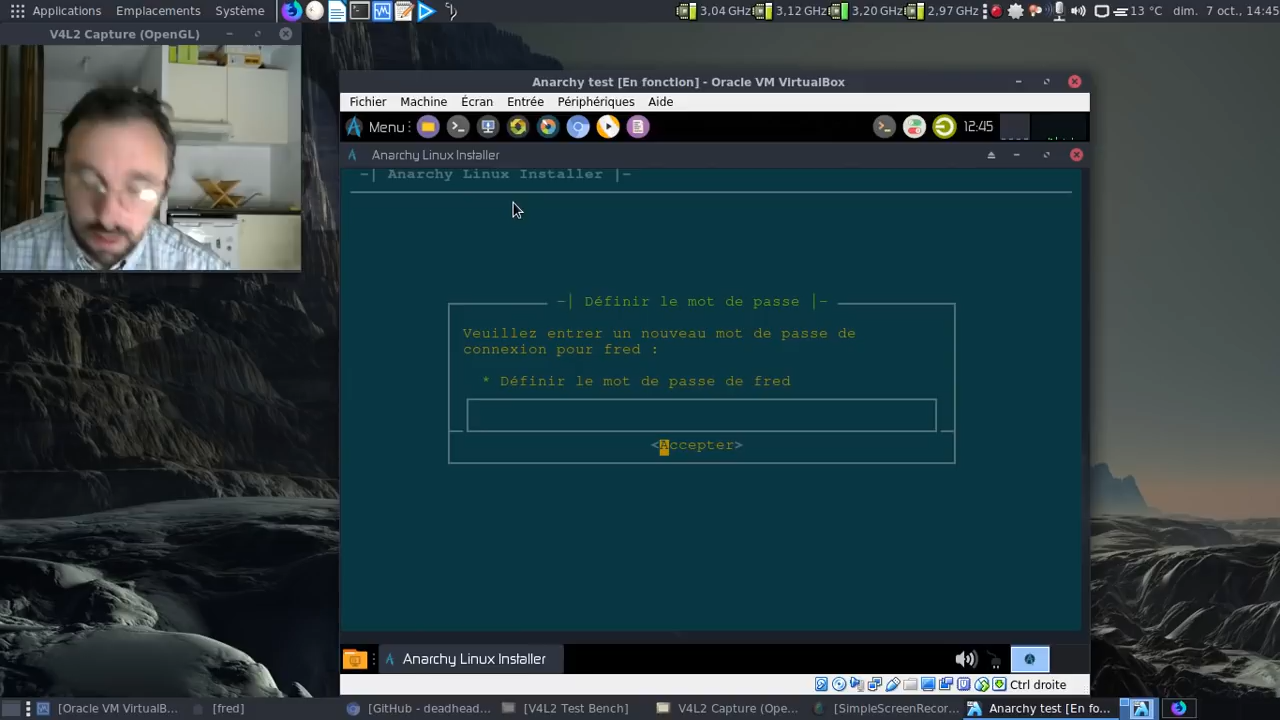 Applications Emplacements Système
3,04 GHz 3,12 GHz 3,20 GHz 2,97 GHz 13 °C dim. 7 oct., 14:45
V4L2 Capture (OpenGL)
Anarchy test [En fonction] - Oracle VM VirtualBox
Fichier Machine Écran Entrée Périphériques Aide
Menu 12:45
Anarchy Linux Installer
-| Anarchy Linux Installer |-
-| Définir le mot de passe |-
Veuillez entrer un nouveau mot de passe de
connexion pour fred :
* Définir le mot de passe de fred
<Accepter>
Anarchy Linux Installer
Ctrl droite
[Oracle VM VirtualB... [fred] [GitHub - deadhead... [V4L2 Test Bench] V4L2 Capture (Ope... [SimpleScreenRecor... Anarchy test [En fo...